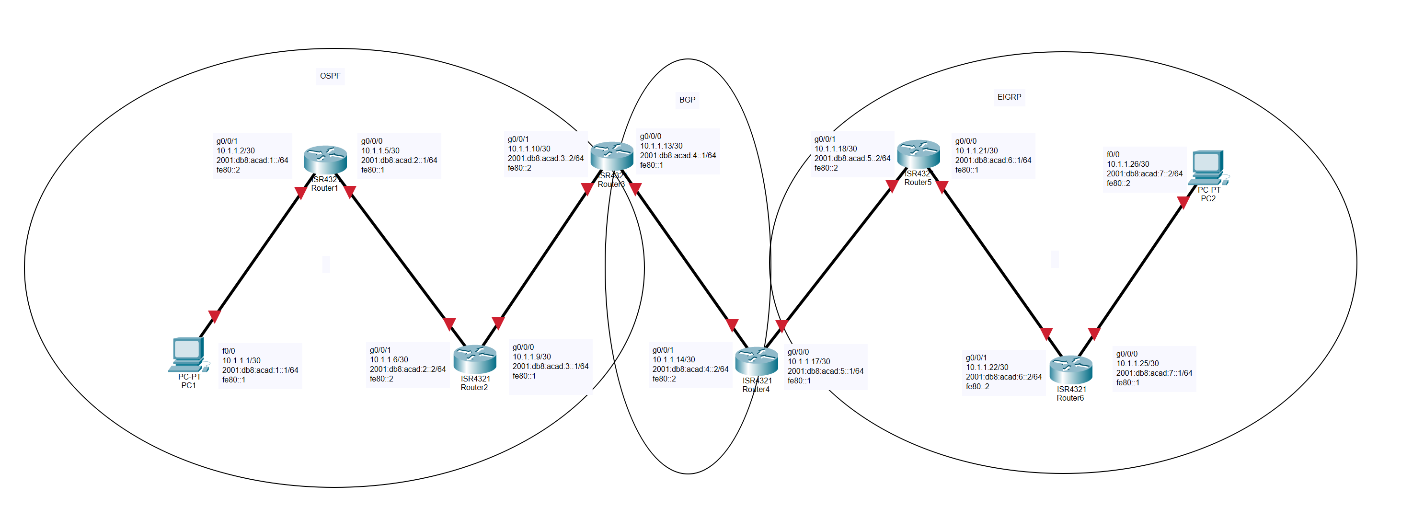 OSPF
BGP
EIGRP
g0/0/1
10.1.1.2/30
2001:db8:acad:1::/64
fe80::2
g0/0/0
10.1.1.5/30
2001:db8:acad:2::1/64
fe80::1
Router1
g0/0/1
10.1.1.10/30
2001:db8:acad:3::2/64
fe80::2
Router3
g0/0/0
10.1.1.13/30
2001:db8:acad:4::1/64
fe80::1
g0/0/1
10.1.1.18/30
2001:db8:acad:5::2/64
fe80::2
Router5
g0/0/0
10.1.1.21/30
2001:db8:acad:6::1/64
fe80::1
f0/0
10.1.1.26/30
2001:db8:acad:7::2/64
fe80::2
PC-PT
PC2
PC-PT
PC1
f0/0
10.1.1.1/30
2001:db8:acad:1::1/64
fe80::1
g0/0/1
10.1.1.6/30
2001:db8:acad:2::2/64
fe80::2
ISR4321
Router2
g0/0/0
10.1.1.9/30
2001:db8:acad:3::1/64
fe80::1
g0/0/1
10.1.1.14/30
2001:db8:acad:4::2/64
fe80::2
ISR4321
Router4
g0/0/0
10.1.1.17/30
2001:db8:acad:5::1/64
fe80::1
g0/0/1
10.1.1.22/30
2001:db8:acad:6::2/64
fe80::2
ISR4321
Router6
g0/0/0
10.1.1.25/30
2001:db8:acad:7::1/64
fe80::1